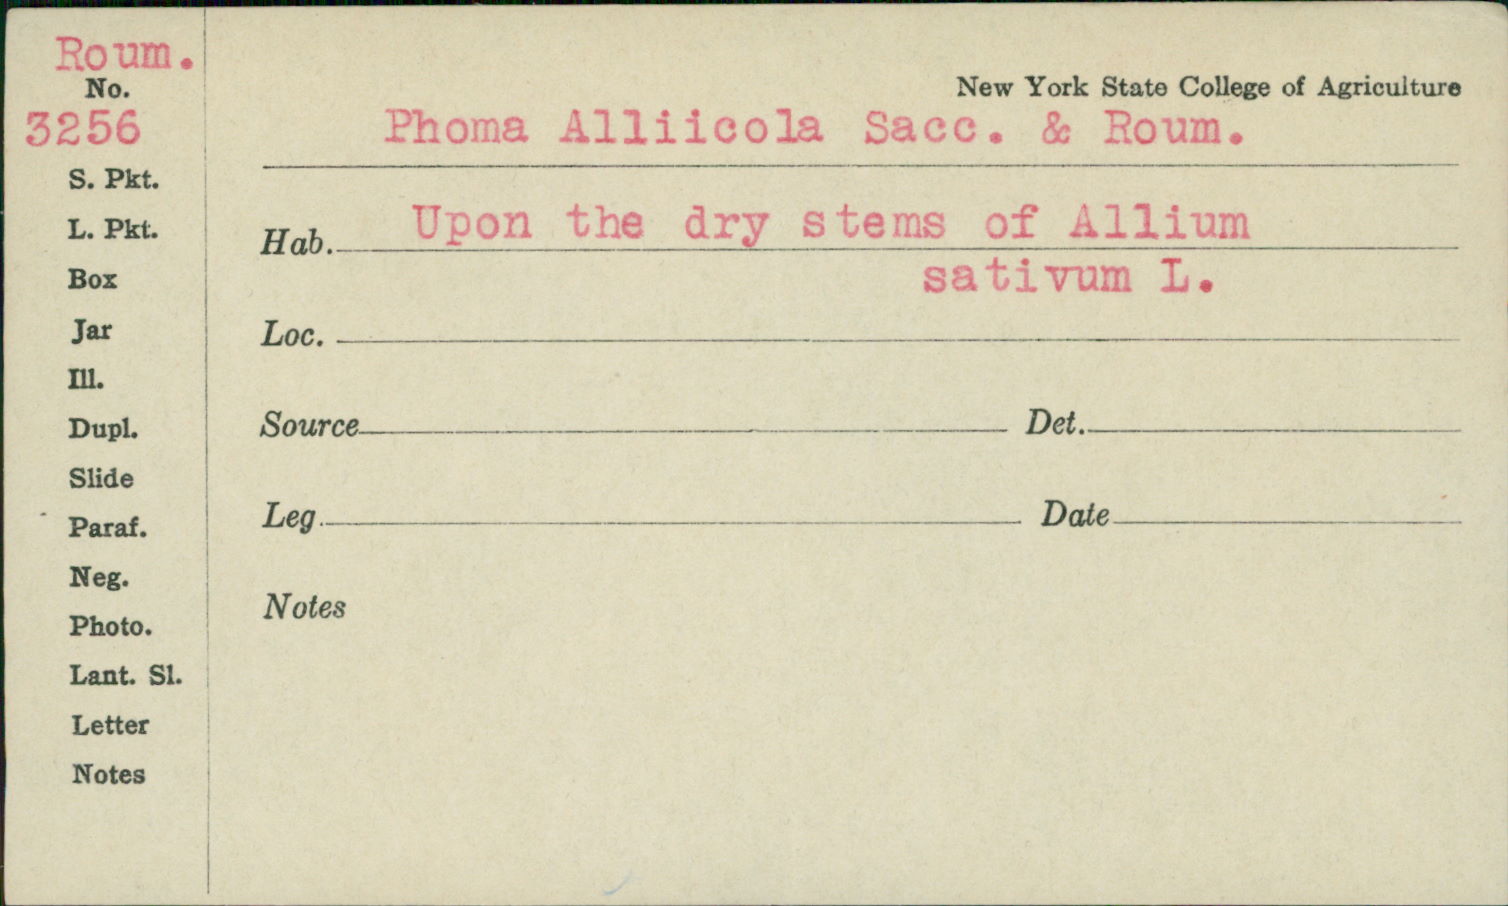 Roum.
No.
3256
S. Pkt.
L. Pkt.
Box
Jar
Ill.
Dupl.
Slide
Paraf.
Neg.
Photo.
Lant. Sl.
Letter
Notes
New York State College of Agriculture
Phoma Alliicola Sacc. & Roum.
Hab. Upon the dry stems of Allium
sativum L.
Loc.
Source Det.
Leg. Date
Notes